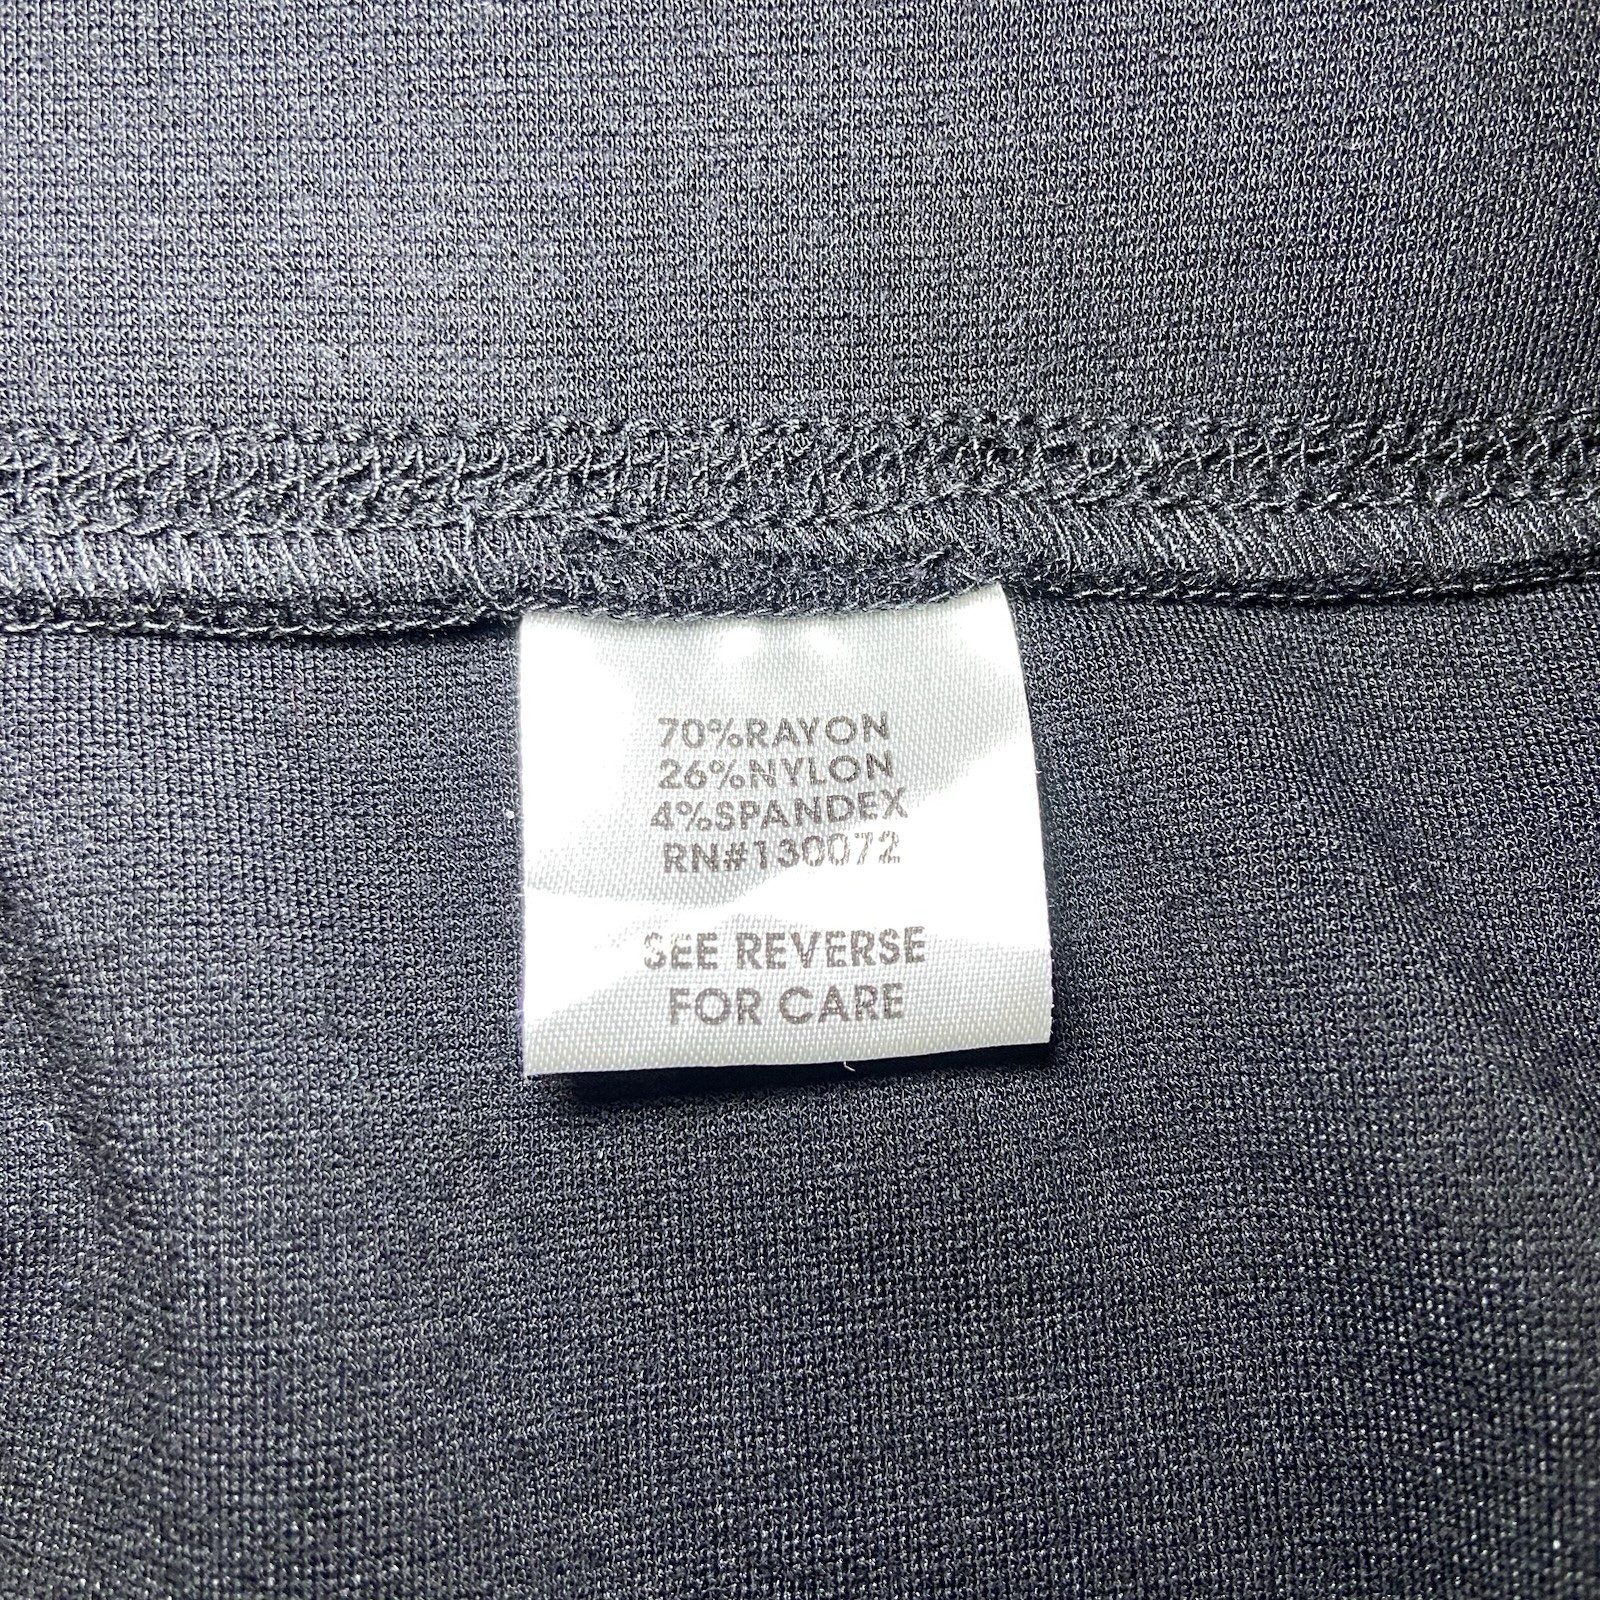 70%RAYON
26%NYLON
4%SPANDEX
RN#130072
SEE REVERSE
FOR CARE